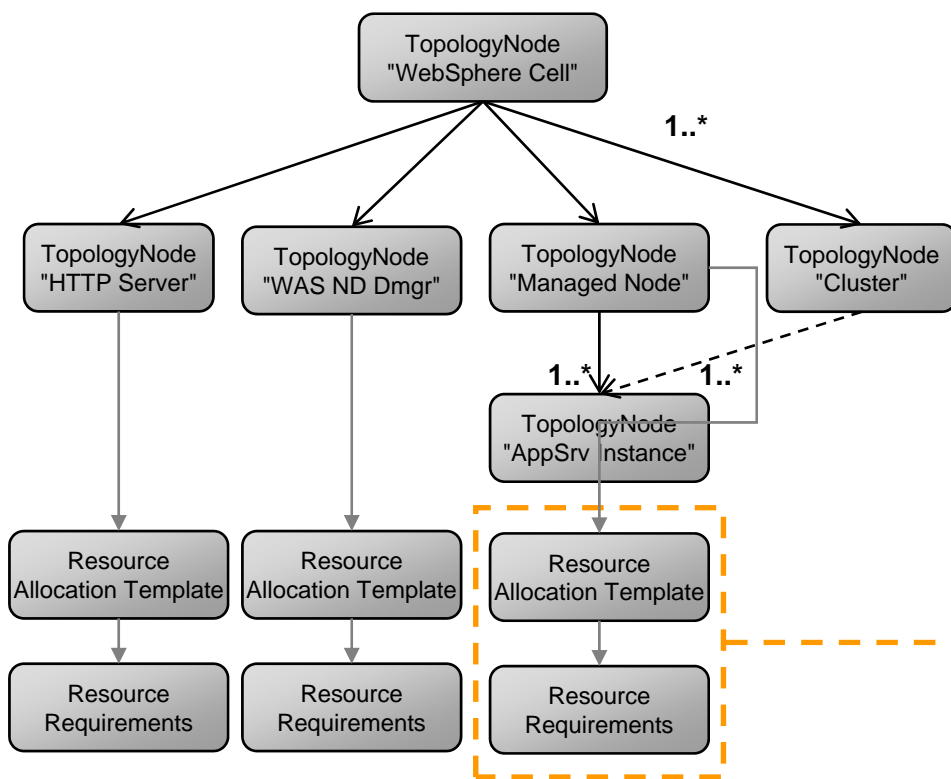 TopologyNode
"WebSphere Cell"
1..*
TopologyNode
"HTTP Server"
TopologyNode
"WAS ND Dmgr"
TopologyNode
"Managed Node"
TopologyNode
"Cluster"
1..*
1..*
TopologyNode
"AppSrv Instance"
Resource
Allocation Template
Resource
Allocation Template
Resource
Allocation Template
Resource
Requirements
Resource
Requirements
Resource
Requirements